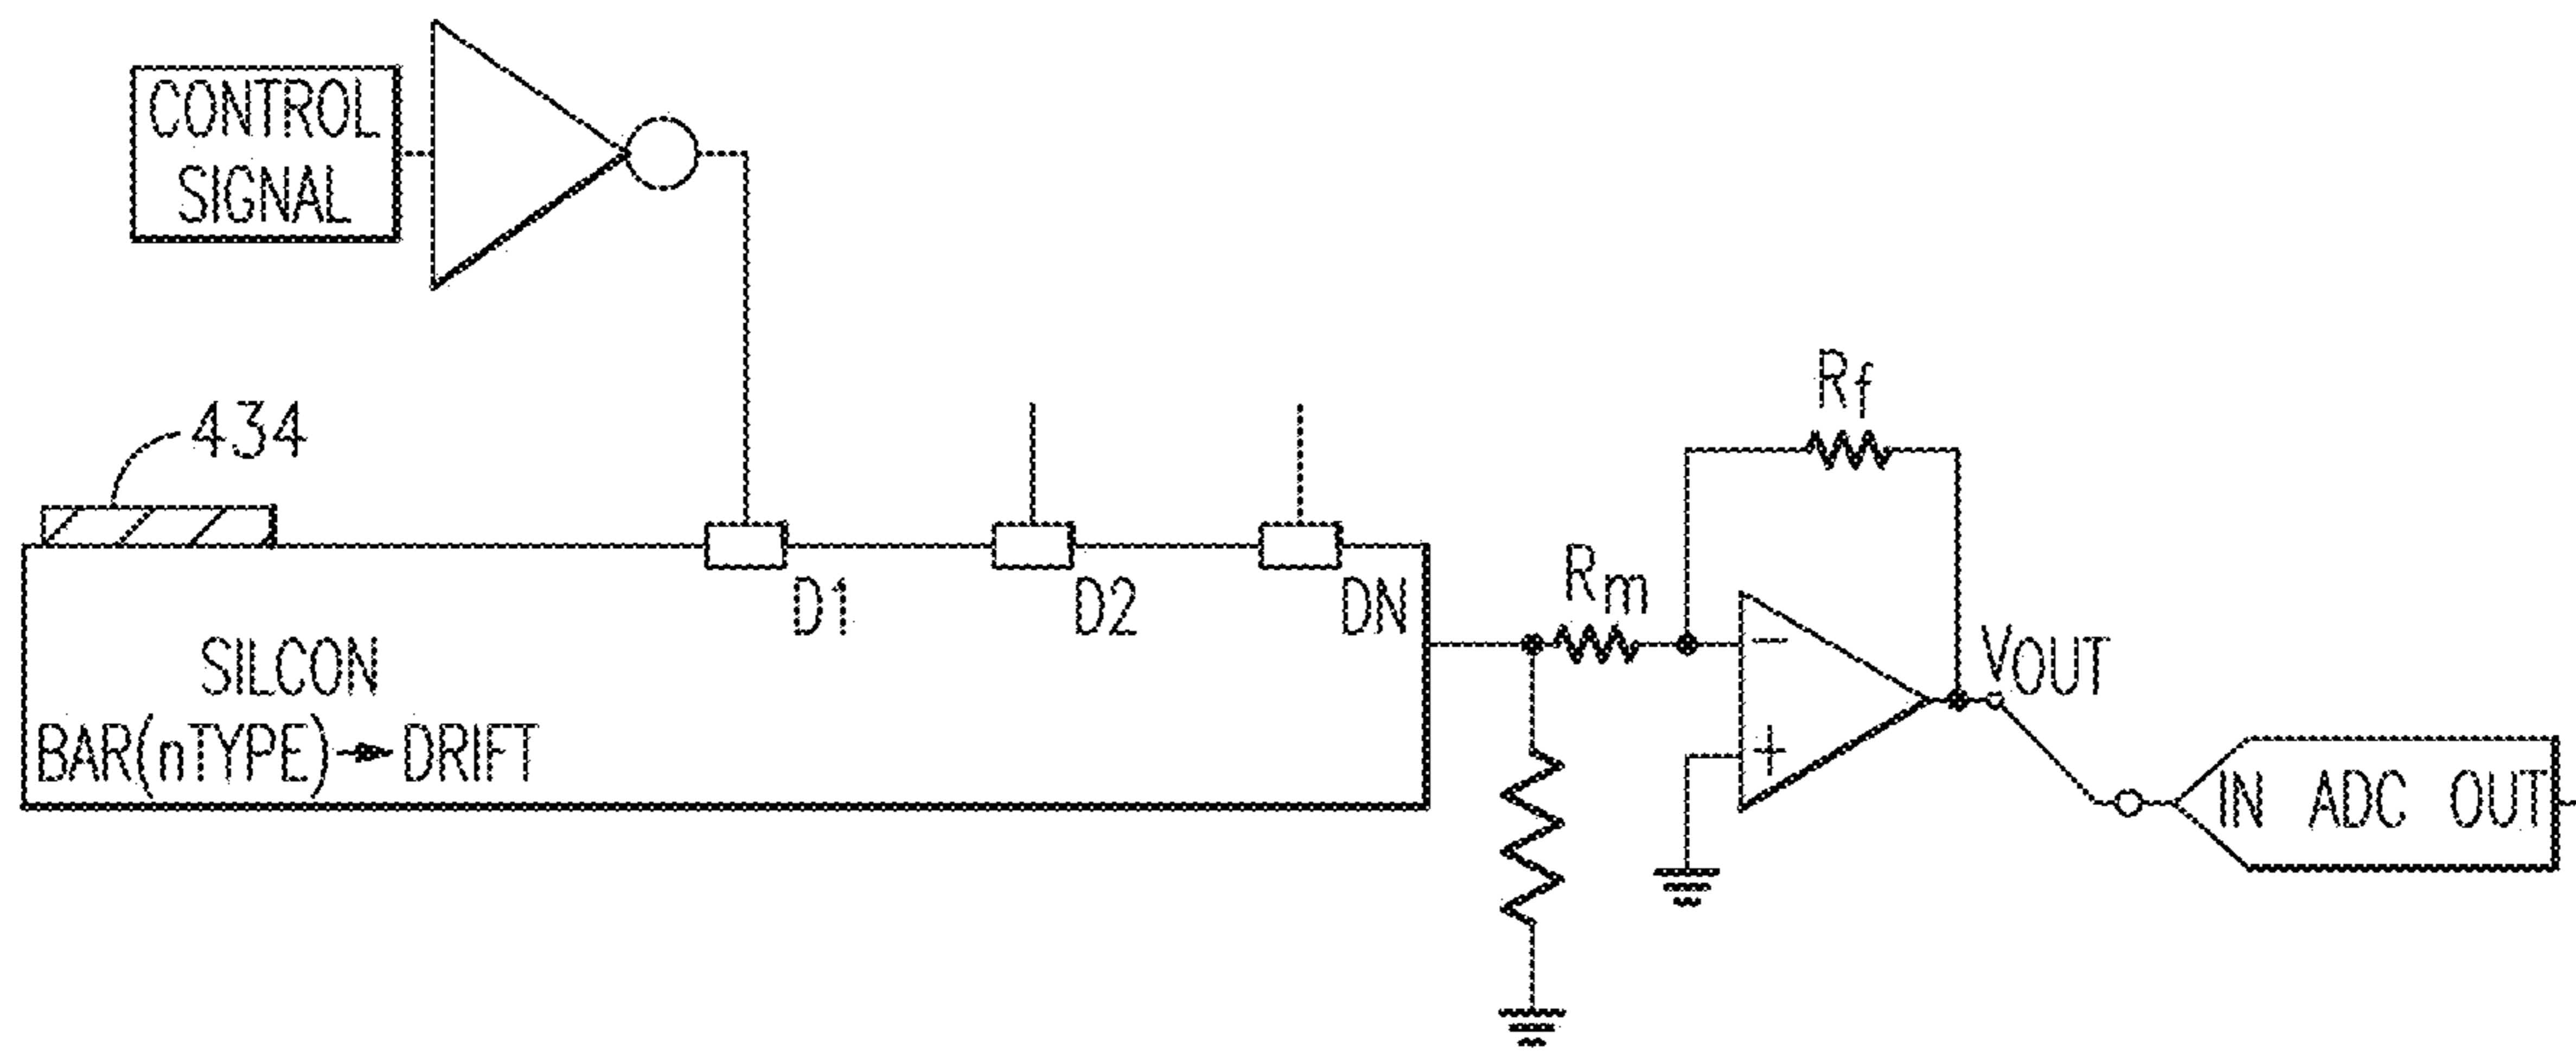 CONTROL
SIGNAL
434
Rf
D1
D2
DN
Rm
SILCON
BAR(nTYPE)→DRIFT
−
+
VOUT
IN ADC OUT